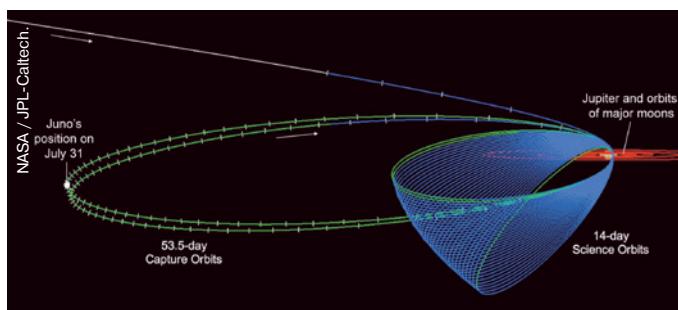 NASA / JPL-Caltech.
Juno's
position on
July 31
Jupiter and orbits
of major moons
53.5-day
Capture Orbits
14-day
Science Orbits